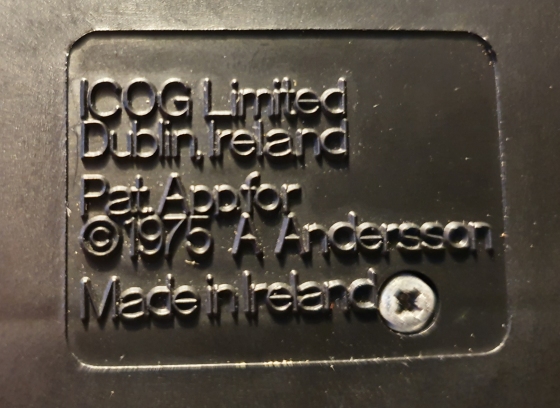 ICOG Limited
Dublin, Ireland
Pat. App. for
©1975 A Andersson
Made in Ireland